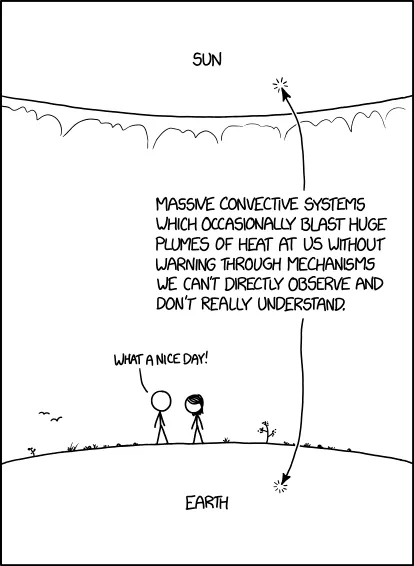 SUN
MASSIVE CONVECTIVE SYSTEMS
WHICH OCCASIONALLY BLAST HUGE
PLUMES OF HEAT AT US WITHOUT
WARNING THROUGH MECHANISMS
WE CAN'T DIRECTLY OBSERVE AND
DON'T REALLY UNDERSTAND.
WHAT A NICE DAY!
EARTH